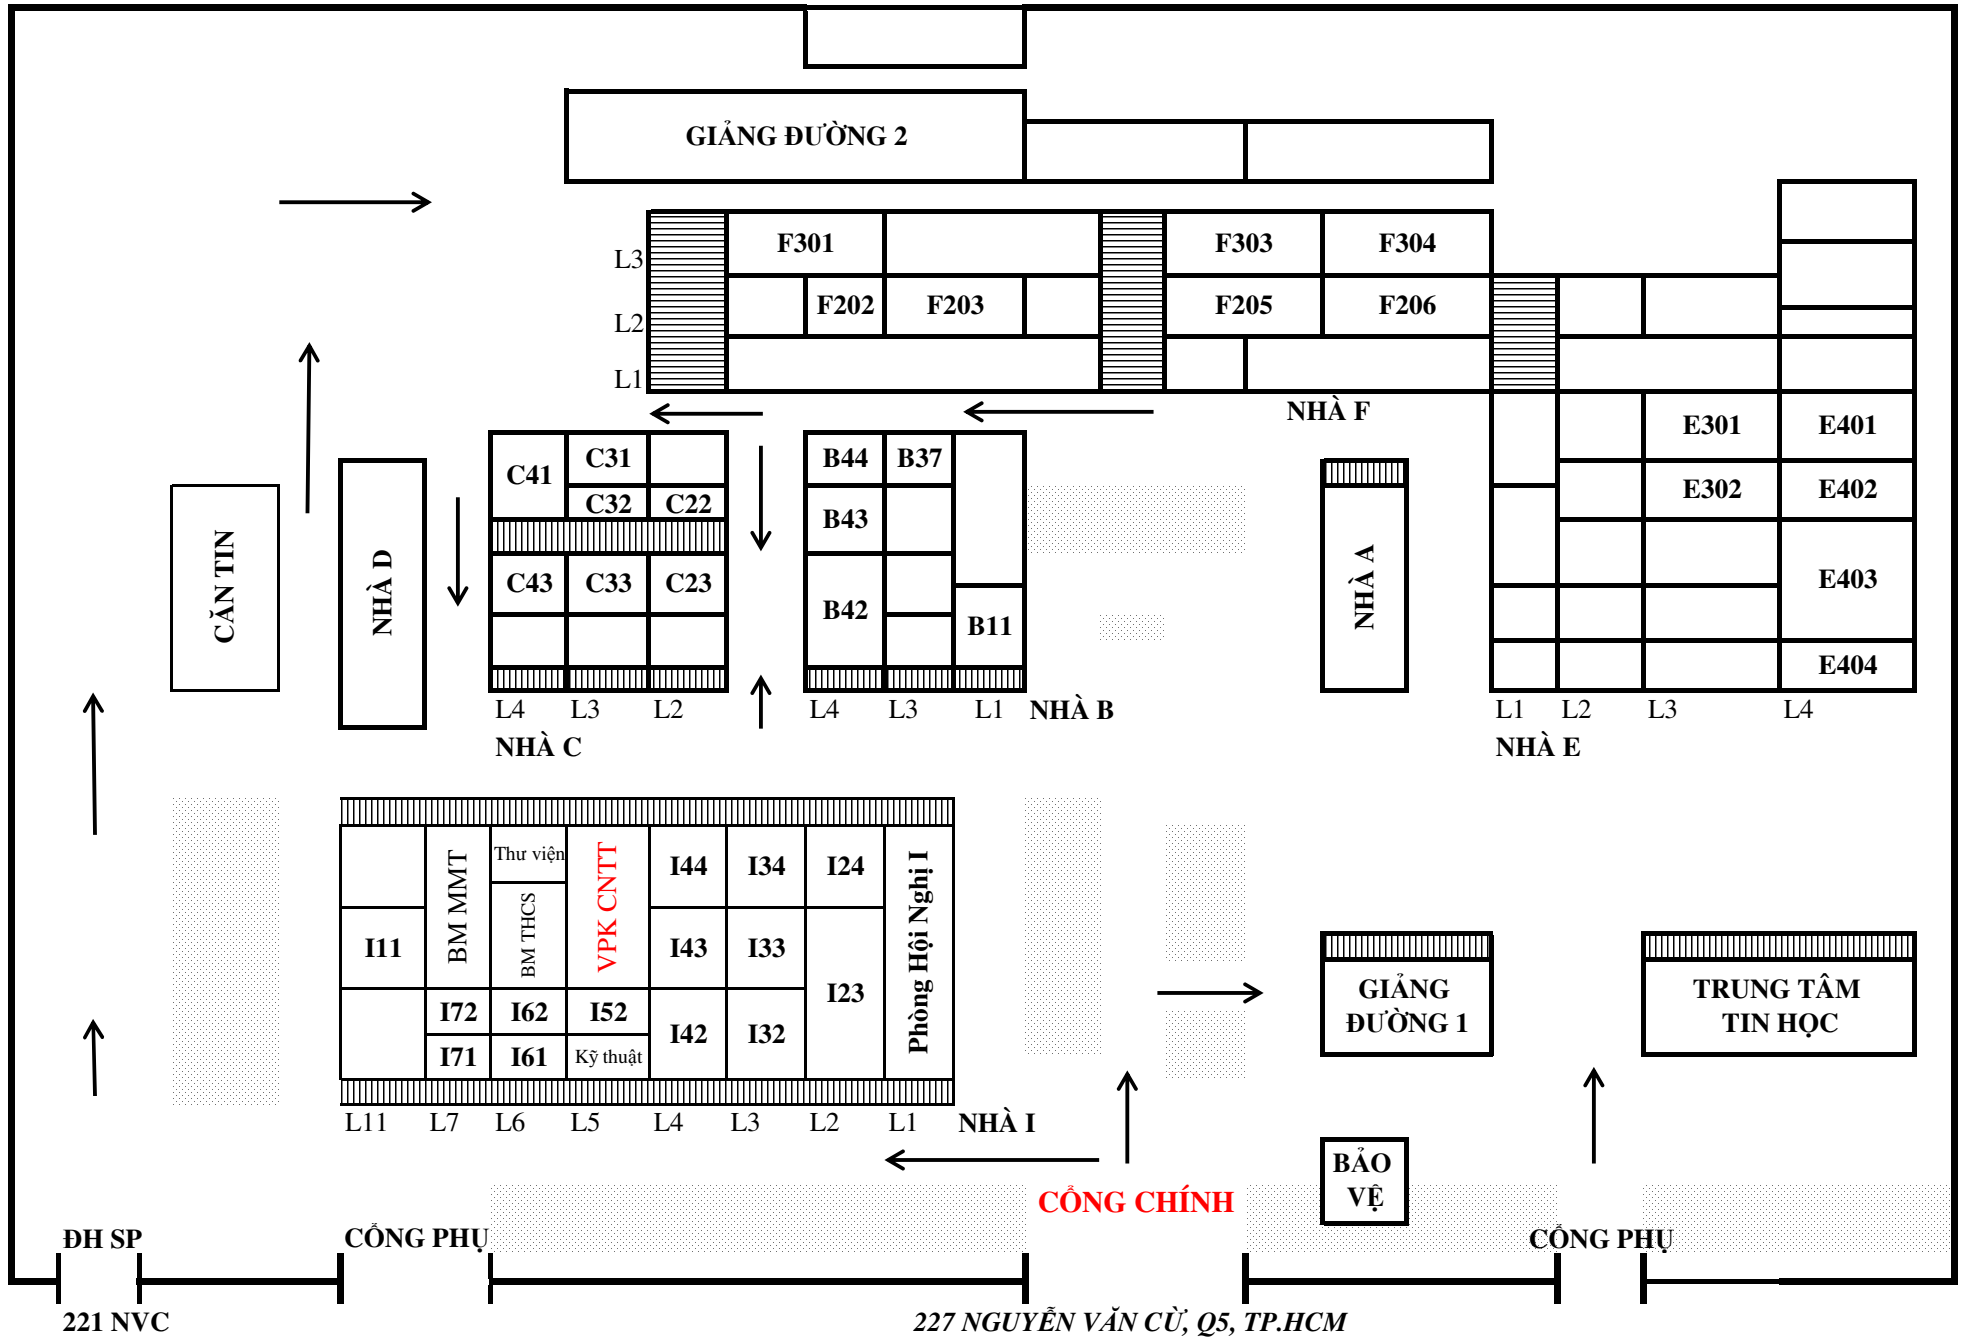 GIẢNG ĐƯỜNG 2
L3
F301
F303
F304
L2
F202
F203
F205
F206
L1
NHÀ F
E301
E401
E302
E402
E403
E404
L1
L2
L3
L4
NHÀ E
CĂN TIN
NHÀ D
C41
C31
C32
C22
C43
C33
C23
L4
L3
L2
NHÀ C
B44
B37
B43
B42
B11
L4
L3
L1
NHÀ B
NHÀ A
I11
BM MMT
Thư viện
BM THCS
VPK CNTT
I44
I34
I24
I43
I33
I23
Phòng Hội Nghị I
I72
I62
I52
I42
I32
I71
I61
Kỹ thuật
L11
L7
L6
L5
L4
L3
L2
L1
NHÀ I
GIẢNG
ĐƯỜNG 1
TRUNG TÂM
TIN HỌC
BẢO
VỆ
CỔNG CHÍNH
ĐH SP
CỔNG PHỤ
CỔNG PHỤ
221 NVC
227 NGUYỄN VĂN CỪ, Q5, TP.HCM